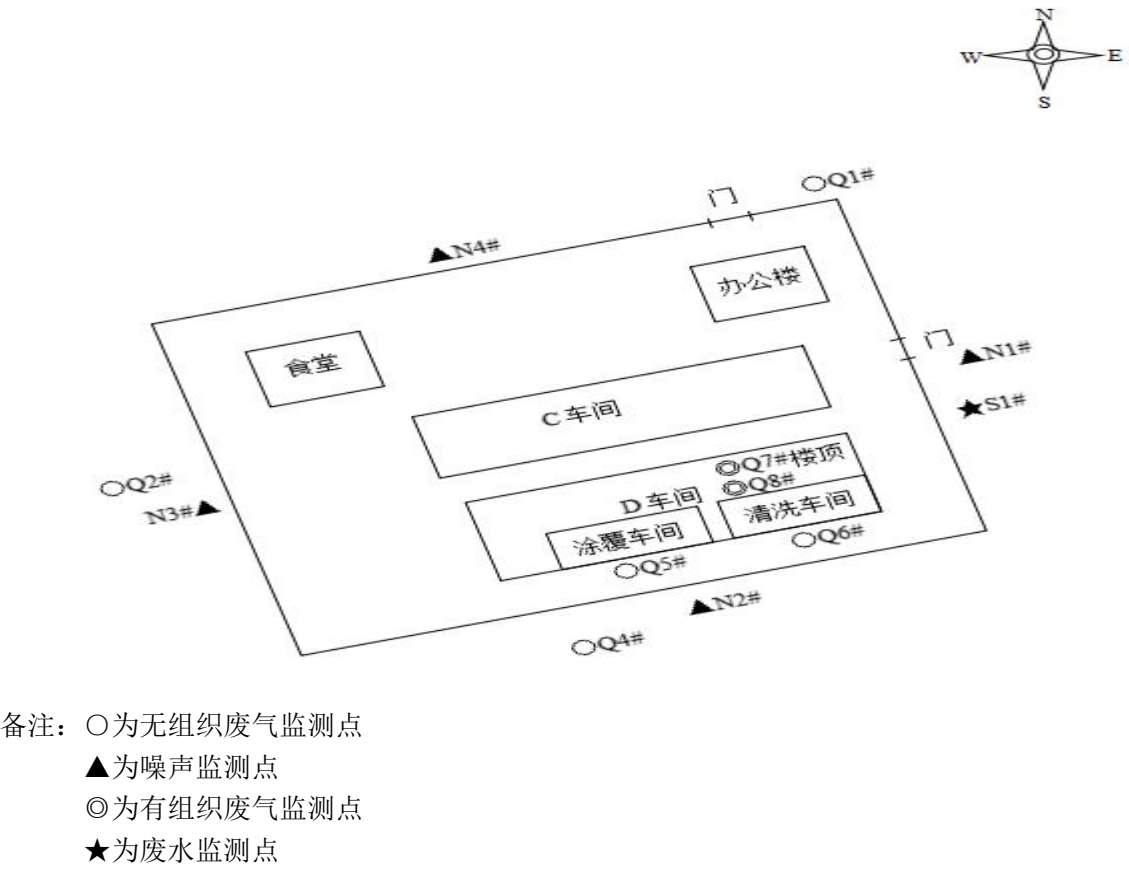 N
W E
S
门 ○Q1#
▲N4#
办公楼
食堂
门
▲N1#
C 车间
★S1#
◎Q7#楼顶
○Q2#
◎Q8#
N3#▲
D 车间
清洗车间
涂覆车间
○Q6#
○Q5#
▲N2#
○Q4#
备注：○为无组织废气监测点
▲为噪声监测点
◎为有组织废气监测点
★为废水监测点